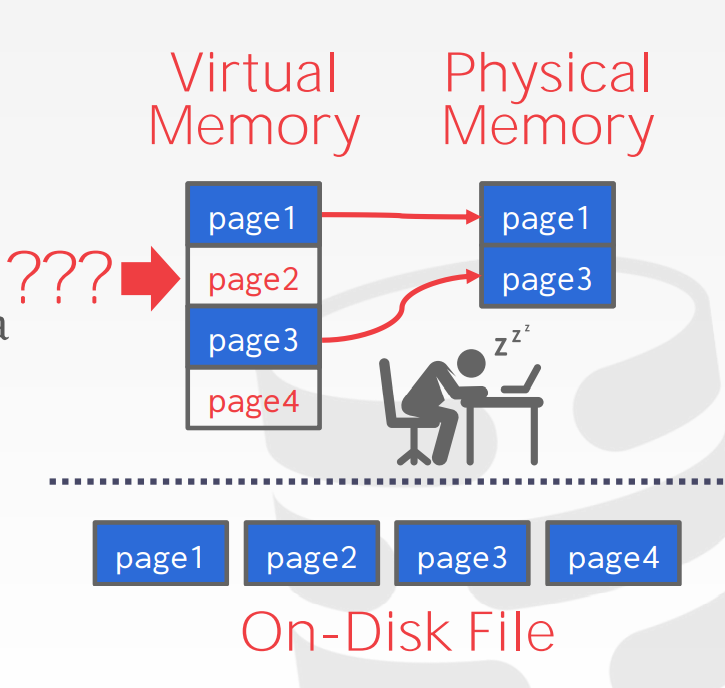 Virtual
Memory
Physical
Memory
page1
page2
page3
page4
page1
page3
???
a
z z z
page1 page2 page3 page4
On-Disk File